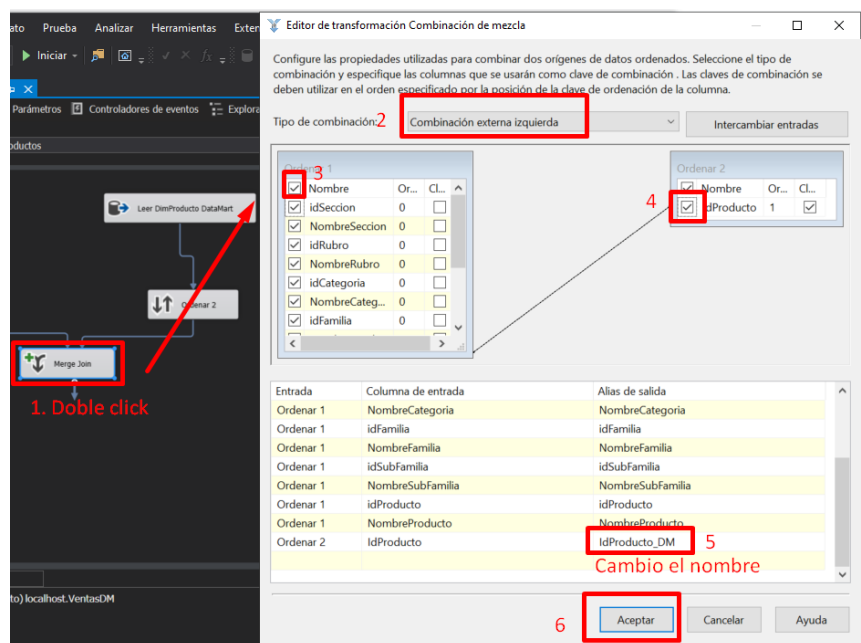 ato Prueba Analizar Herramientas Exten
Iniciar
Parámetros Controladores de eventos Explora
oductos
Leer DimProducto DataMart
Ordenar 2
Merge Join
1. Doble click
to) localhost.VentasDM
Editor de transformación Combinación de mezcla
Configure las propiedades utilizadas para combinar dos orígenes de datos ordenados. Seleccione el tipo de
combinación y especifique las columnas que se usarán como clave de combinación . Las claves de combinación se
deben utilizar en el orden especificado por la posición de la clave de ordenación de la columna.
Tipo de combinación: 2 Combinación externa izquierda Intercambiar entradas
Ordenar 1
3
Nombre Or... Cl...
idSeccion 0
NombreSeccion 0
idRubro 0
NombreRubro 0
idCategoria 0
NombreCateg... 0
idFamilia 0
Ordenar 2
Nombre Or... Cl...
4 IdProducto 1
Entrada Columna de entrada Alias de salida
Ordenar 1 NombreCategoria NombreCategoria
Ordenar 1 idFamilia idFamilia
Ordenar 1 NombreFamilia NombreFamilia
Ordenar 1 idSubFamilia idSubFamilia
Ordenar 1 NombreSubFamilia NombreSubFamilia
Ordenar 1 idProducto idProducto
Ordenar 1 NombreProducto NombreProducto
Ordenar 2 IdProducto IdProducto_DM 5
Cambio el nombre
6 Aceptar Cancelar Ayuda